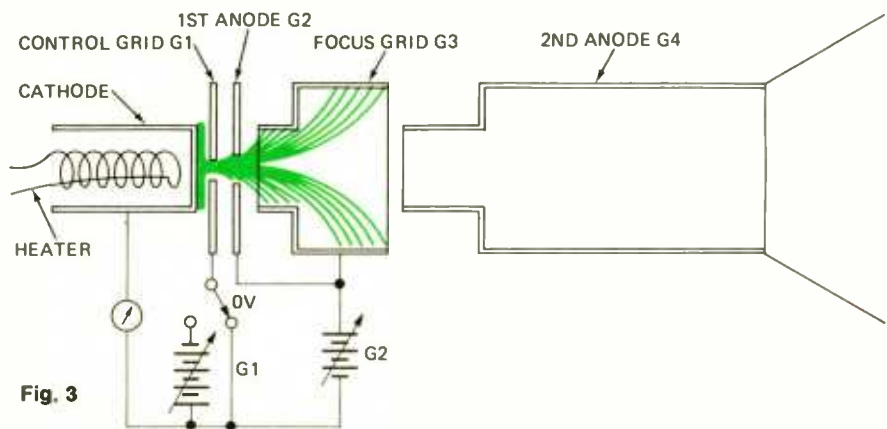 1ST ANODE G2
CONTROL GRID G1
FOCUS GRID G3
2ND ANODE G4
CATHODE
HEATER
0V
G1
G2
Fig. 3